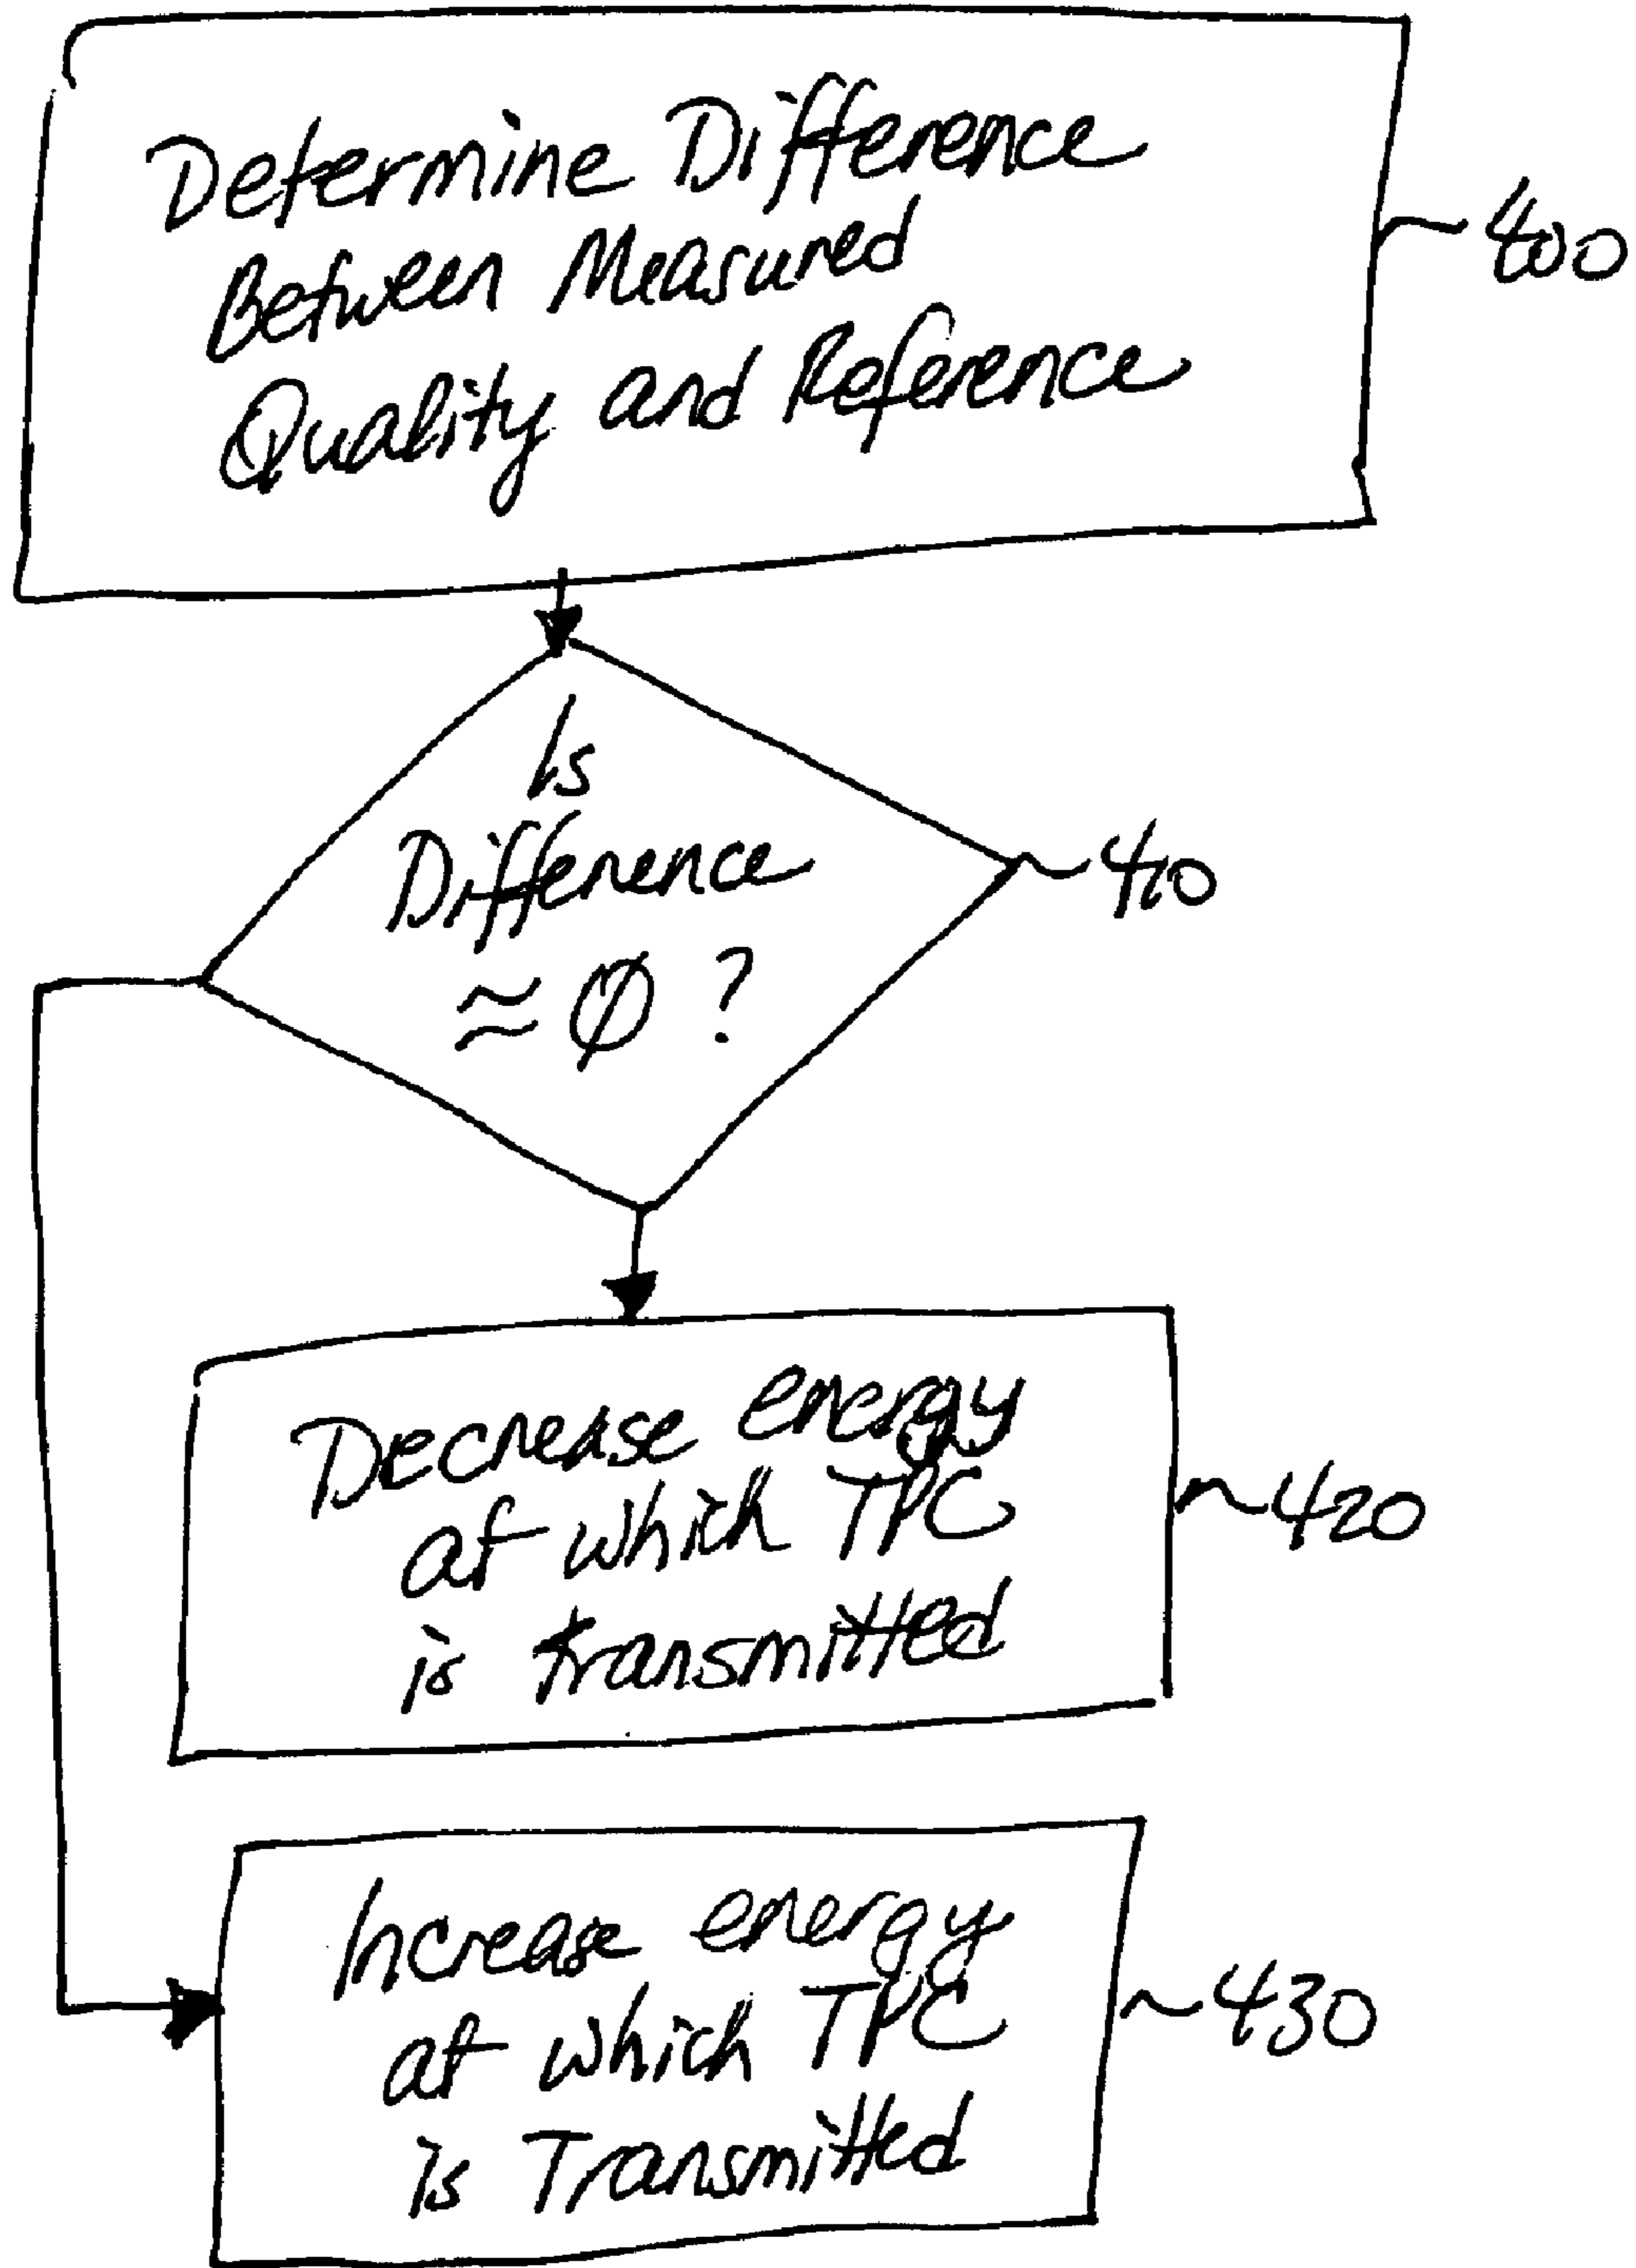 Determine Difference
Between Measured
Quality and Reference
~ 400
Is
Difference
≈ Ø ?
~ 410
Decrease energy
at which TPC
is transmitted
~ 420
Increase energy
at which TPC
is Transmitted
~ 430